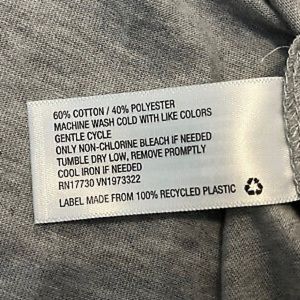 60% COTTON / 40% POLYESTER
MACHINE WASH COLD WITH LIKE COLORS
GENTLE CYCLE
ONLY NON-CHLORINE BLEACH IF NEEDED
TUMBLE DRY LOW, REMOVE PROMPTLY
COOL IRON IF NEEDED
RN17730 VN1973322
LABEL MADE FROM 100% RECYCLED PLASTIC